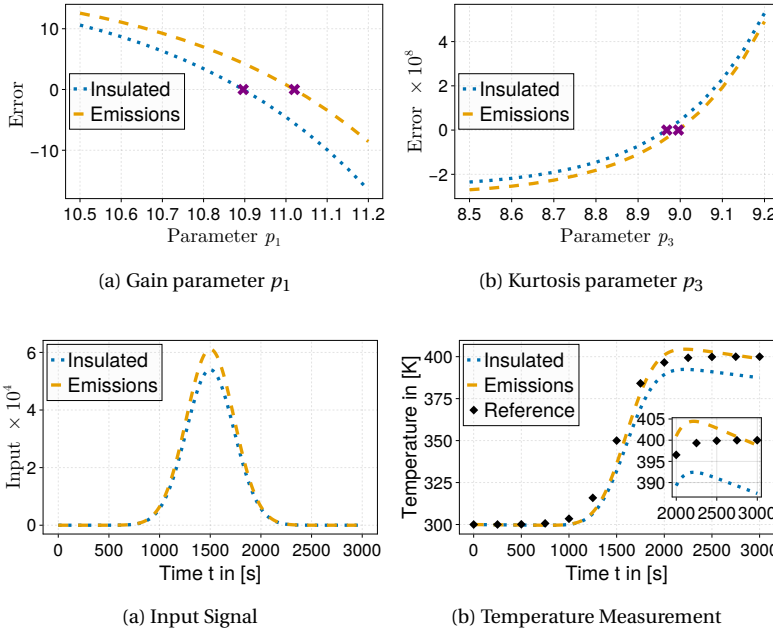 10
0
−10
Error
Insulated
Emissions
10.5 10.6 10.7 10.8 10.9 11.0 11.1 11.2
Parameter p₁
(a) Gain parameter p₁
4
2
0
−2
Error × 10⁸
Insulated
Emissions
8.5 8.6 8.7 8.8 8.9 9.0 9.1 9.2
Parameter p₃
(b) Kurtosis parameter p₃
6
4
2
0
Input × 10⁴
Insulated
Emissions
0 500 1000 1500 2000 2500 3000
Time t in [s]
(a) Input Signal
400
375
350
325
300
Temperature in [K]
Insulated
Emissions
Reference
405
400
395
390
2000 2500 3000
0 500 1000 1500 2000 2500 3000
Time t in [s]
(b) Temperature Measurement